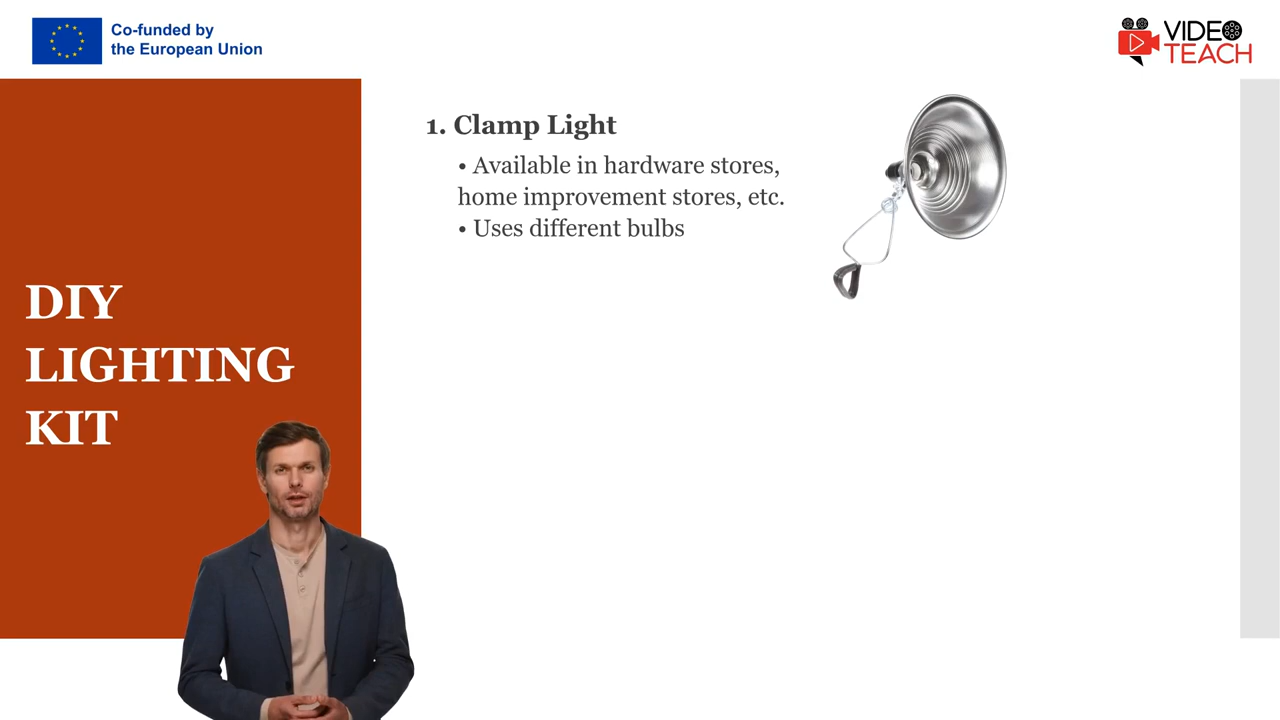 Co-funded by
the European Union
VIDEO
TEACH
DIY
LIGHTING
KIT
1. Clamp Light
• Available in hardware stores,
home improvement stores, etc.
• Uses different bulbs